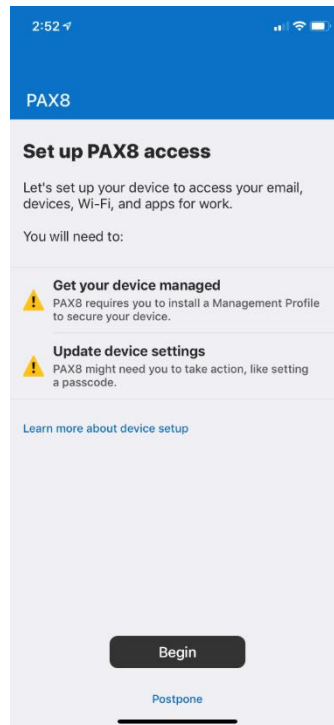 2:52
PAX8
Set up PAX8 access
Let's set up your device to access your email,
devices, Wi-Fi, and apps for work.
You will need to:
Get your device managed
PAX8 requires you to install a Management Profile
to secure your device.
Update device settings
PAX8 might need you to take action, like setting
a passcode.
Learn more about device setup
Begin
Postpone